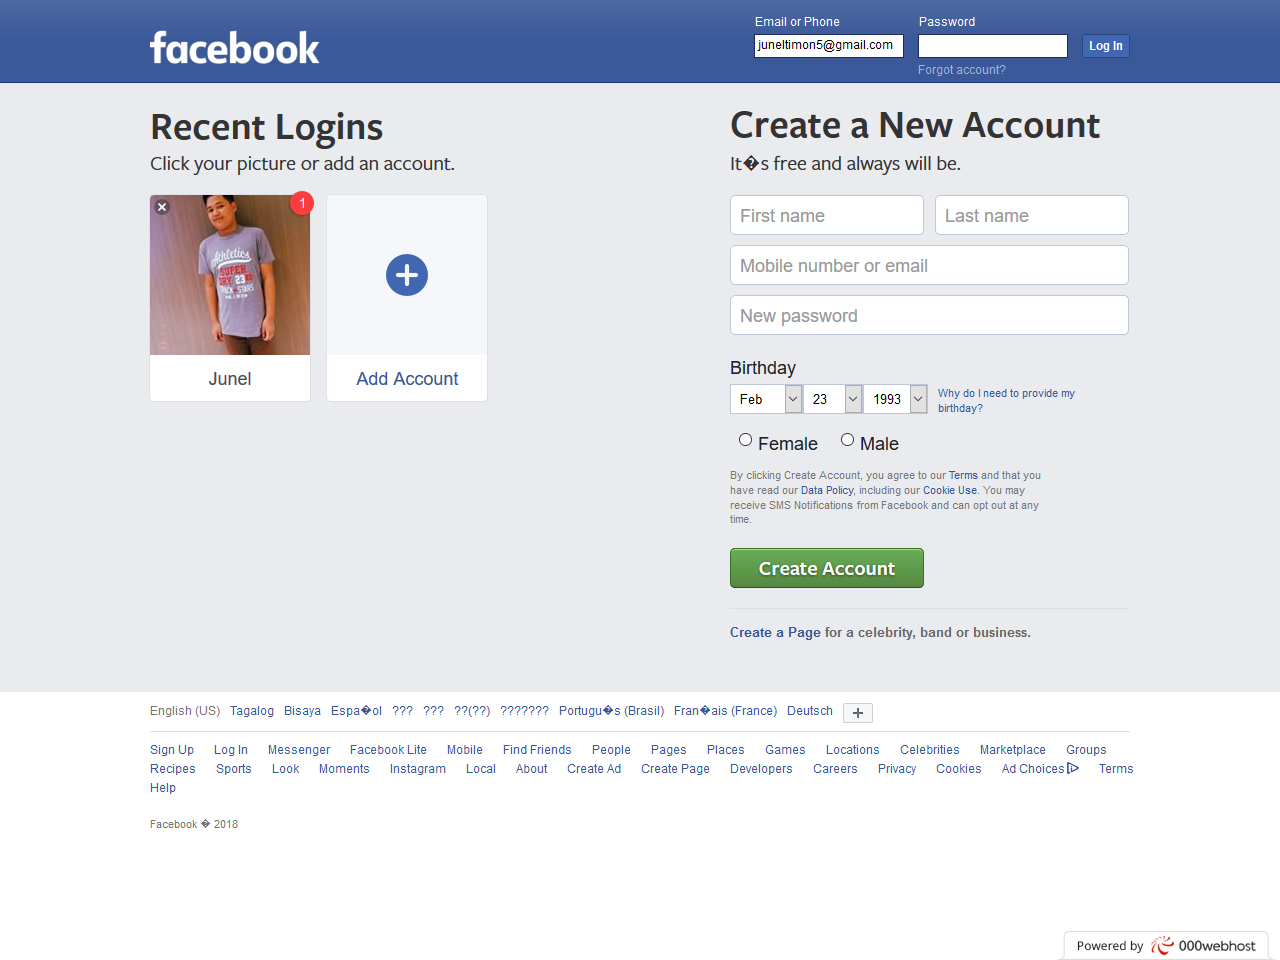 facebook
Email or Phone
Password
juneltimon5@gmail.com
Log In
Forgot account?
Recent Logins
Click your picture or add an account.
1
Athletics
SUPER
Junel
Add Account
Create a New Account
It�s free and always will be.
First name
Last name
Mobile number or email
New password
Birthday
Feb
23
1993
Why do I need to provide my
birthday?
Female
Male
By clicking Create Account, you agree to our Terms and that you
have read our Data Policy, including our Cookie Use. You may
receive SMS Notifications from Facebook and can opt out at any
time.
Create Account
Create a Page for a celebrity, band or business.
English (US) Tagalog Bisaya Espa�ol ??? ??? ??(??) ??????? Portugu�s (Brasil) Fran�ais (France) Deutsch
Sign Up Log In Messenger Facebook Lite Mobile Find Friends People Pages Places Games Locations Celebrities Marketplace Groups
Recipes Sports Look Moments Instagram Local About Create Ad Create Page Developers Careers Privacy Cookies Ad Choices Terms
Help
Facebook � 2018
Powered by 000webhost